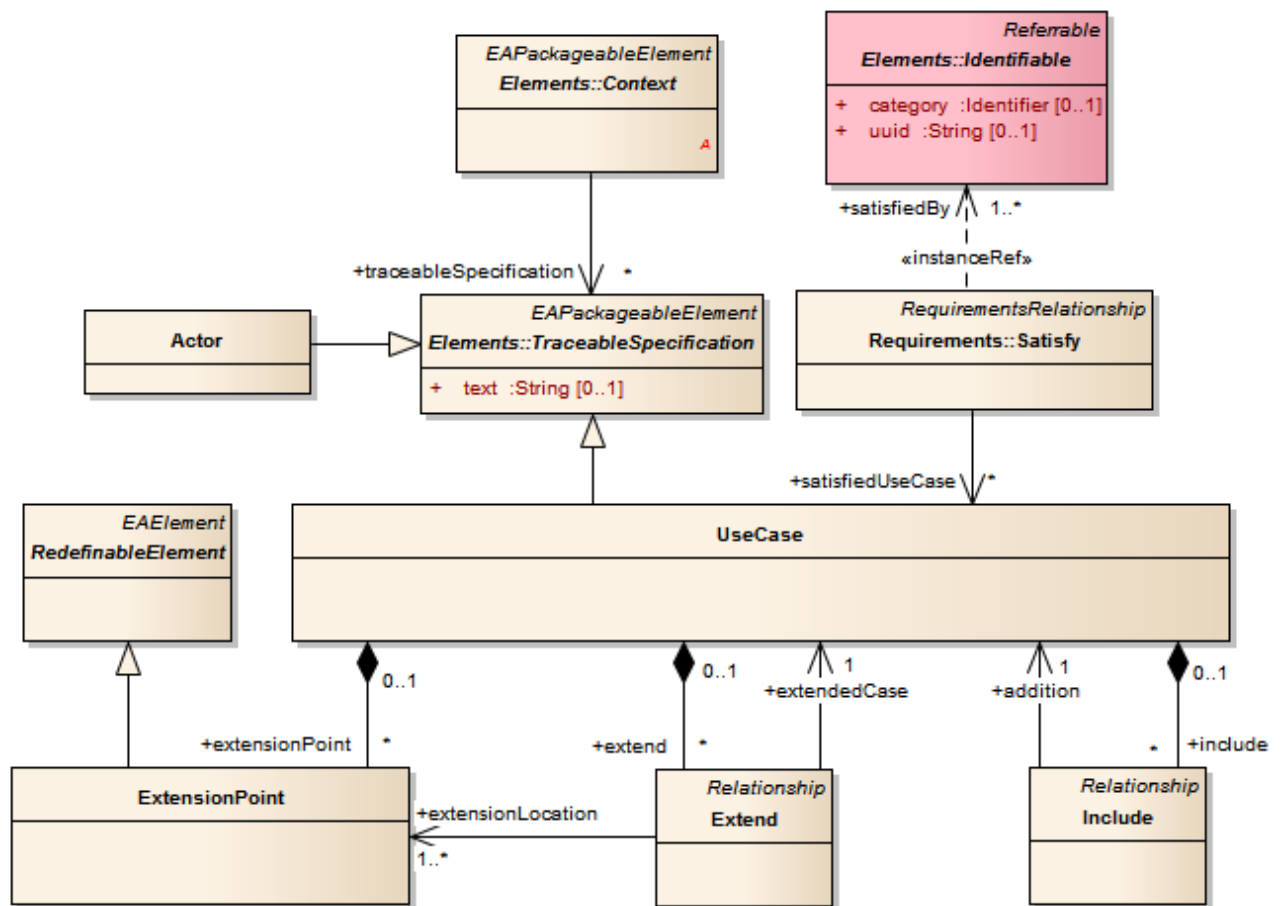 EAPackageableElement
Elements::Context
A
Referrable
Elements::Identifiable
+ category :Identifier [0..1]
+ uuid :String [0..1]
+satisfiedBy 1..*
«instanceRef»
+traceableSpecification *
Actor
EAPackageableElement
Elements::TraceableSpecification
+ text :String [0..1]
RequirementsRelationship
Requirements::Satisfy
+satisfiedUseCase *
EAElement
RedefinableElement
UseCase
0..1
0..1
1
+extendedCase
1
+addition
0..1
+extensionPoint *
+extend *
* +include
ExtensionPoint
+extensionLocation
1..*
Relationship
Extend
Relationship
Include